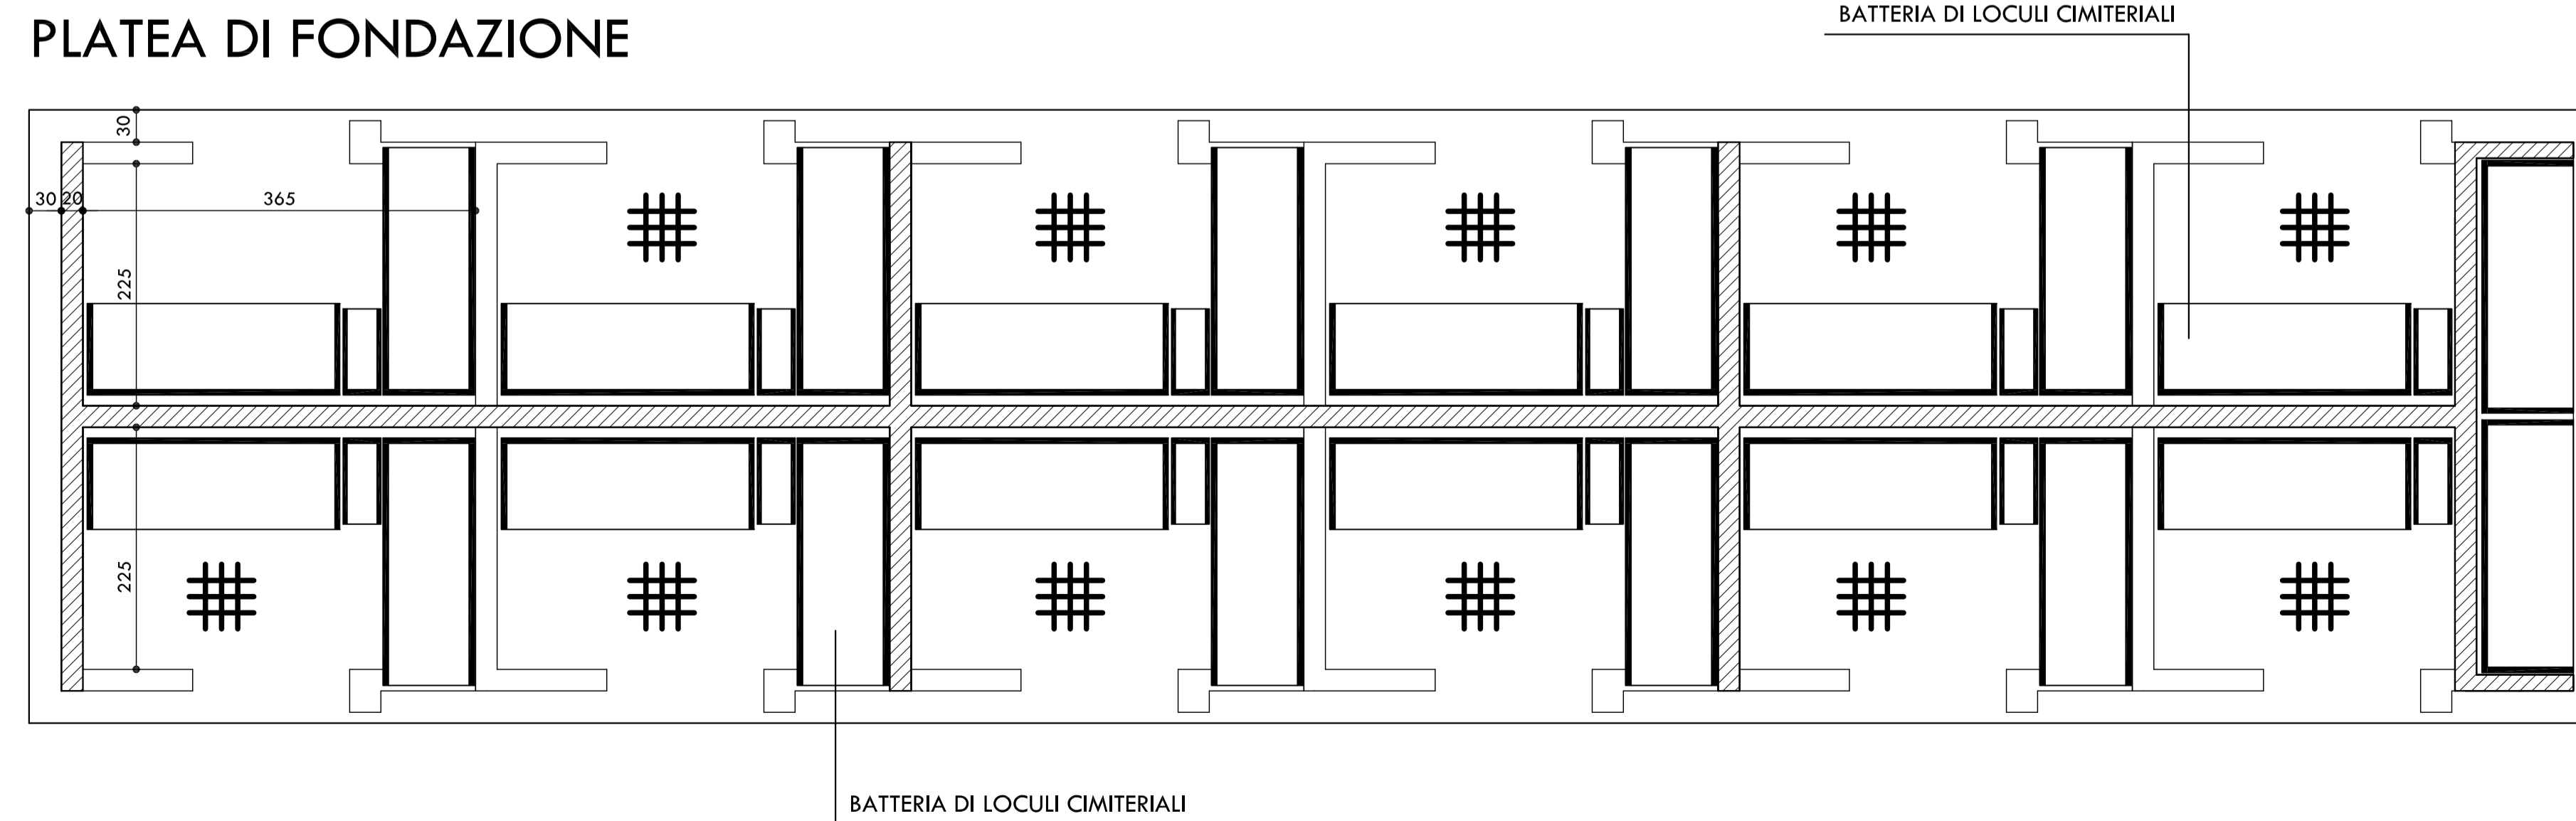 BATTERIA DI LOCULI CIMITERIALI
PLATEA DI FONDAZIONE
30
30 20 365
225
225
BATTERIA DI LOCULI CIMITERIALI